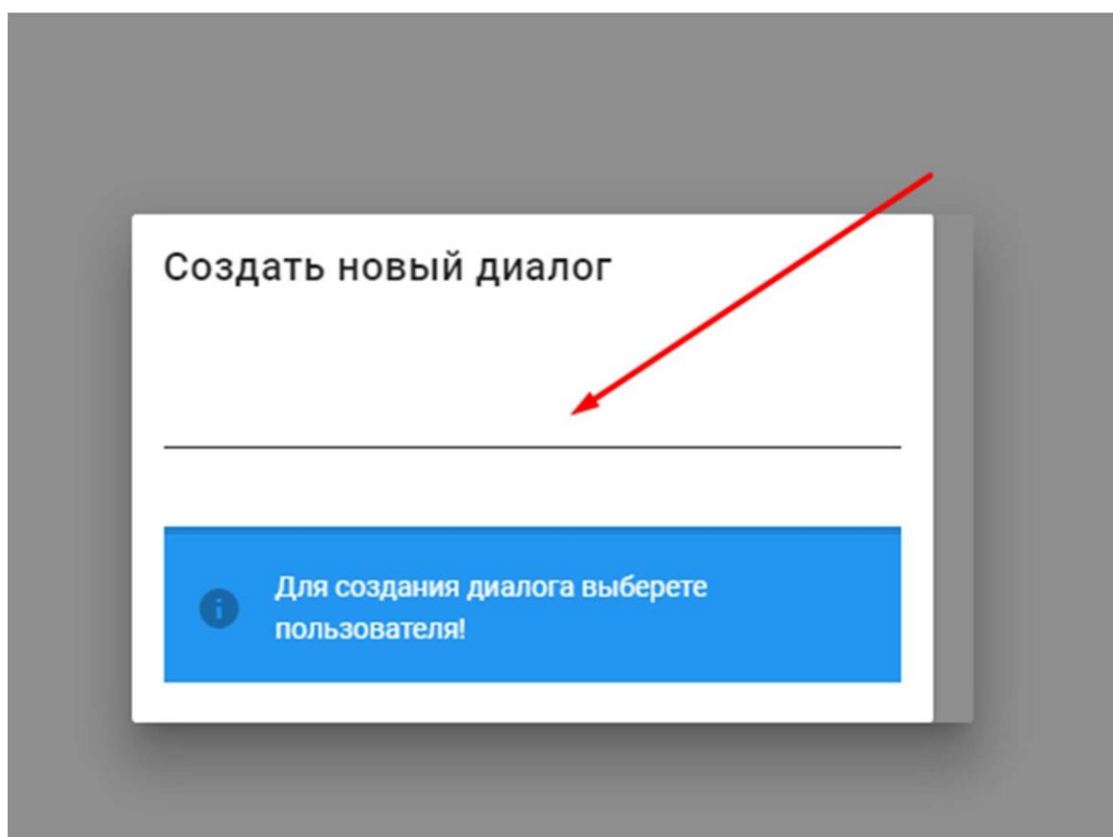 Создать новый диалог
Для создания диалога выберете
пользователя!